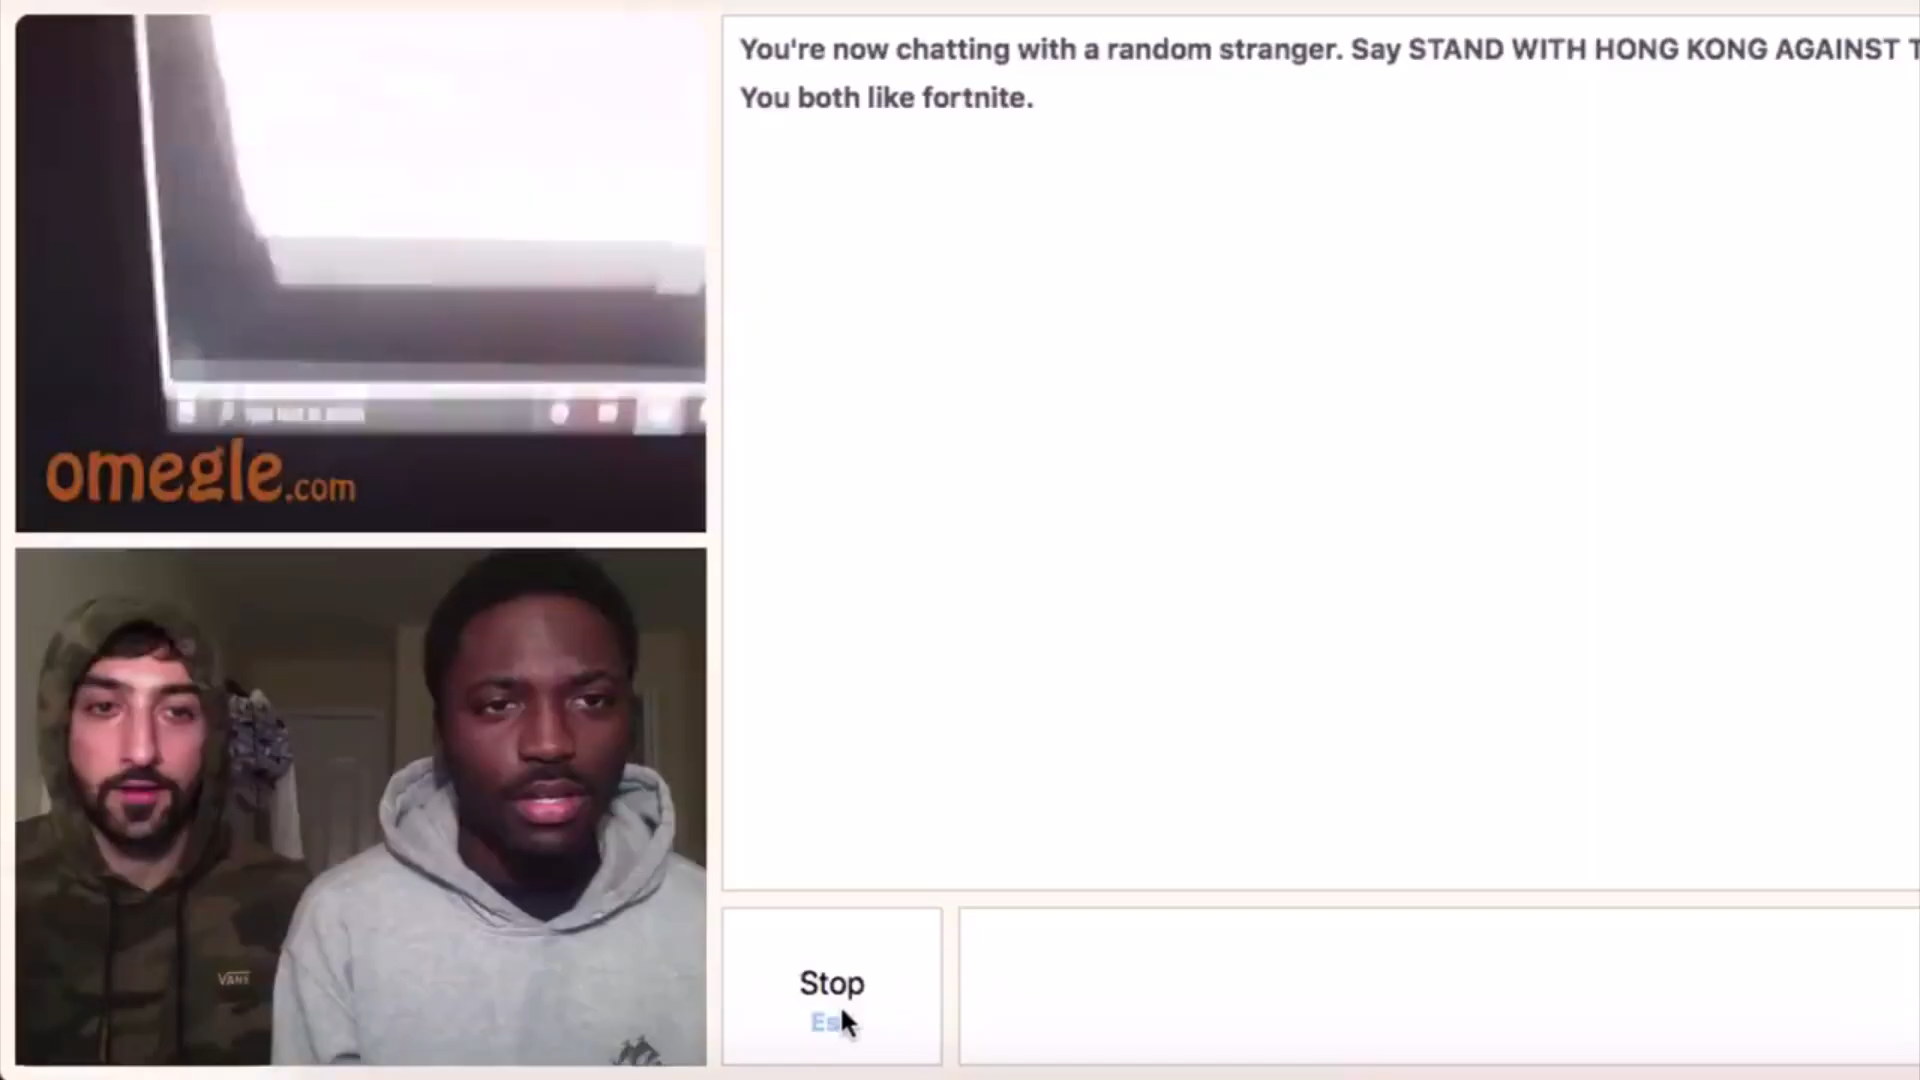 You're now chatting with a random stranger. Say STAND WITH HONG KONG AGAINST
You both like fortnite.
omegle.com
VANS
Stop